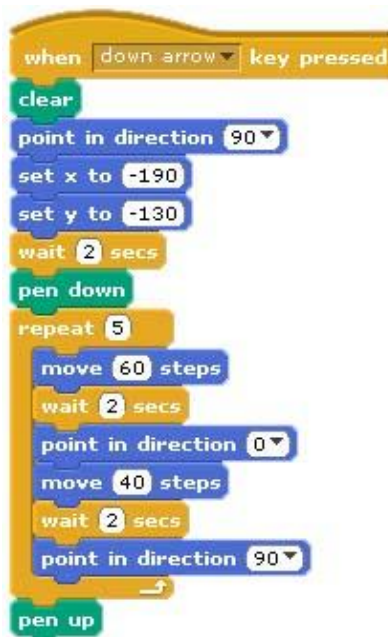 when down arrow key pressed
clear
point in direction 90
set x to -190
set y to -130
wait 2 secs
pen down
repeat 5
move 60 steps
wait 2 secs
point in direction 0
move 40 steps
wait 2 secs
point in direction 90
pen up